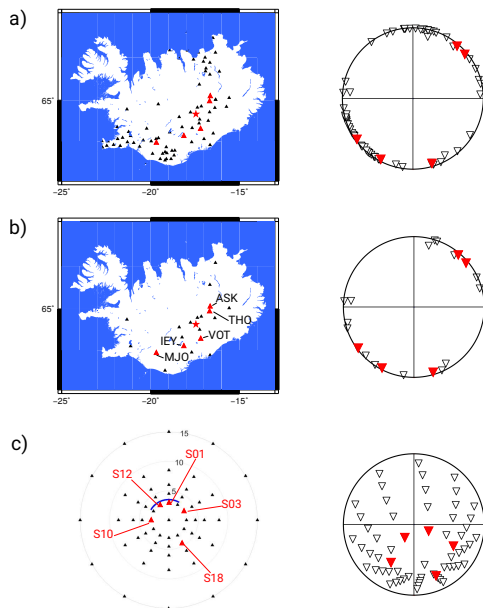 a)
65˚
−25˚
−20˚
−15˚
b)
ASK
THO
65˚
IEY
VOT
MJO
−25˚
−20˚
−15˚
c)
15
S01
S12
10
5
S03
S10
S18